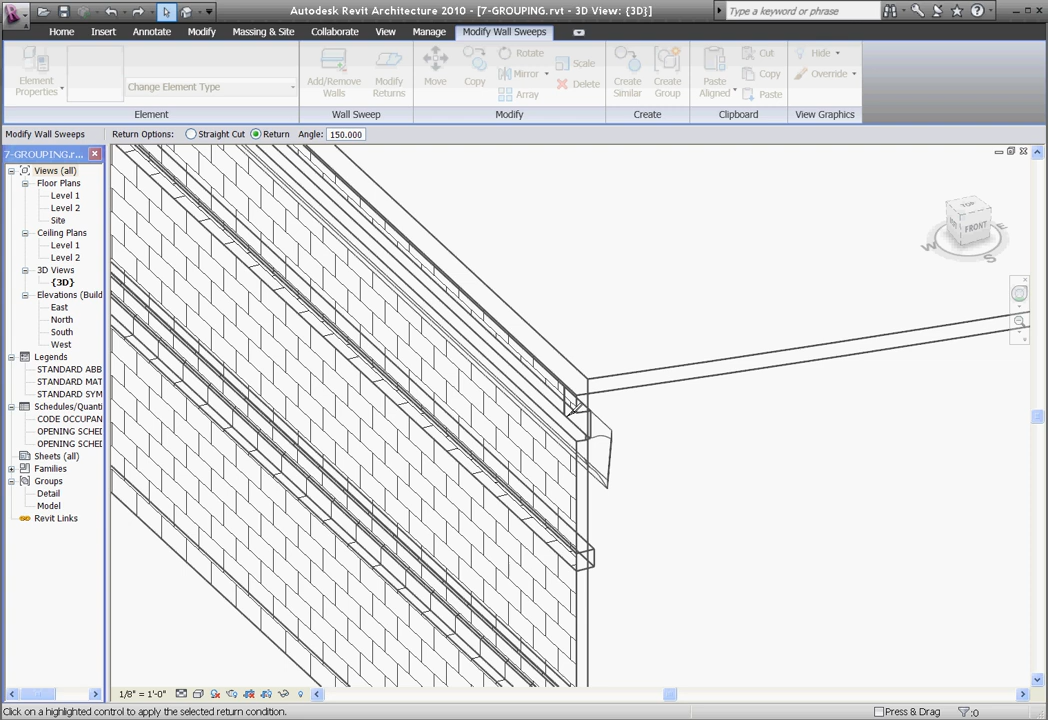 Autodesk Revit Architecture 2010 - [7-GROUPING.rvt - 3D View: {3D}]
Type a keyword or phrase
Home Insert Annotate Modify Massing & Site Collaborate View Manage Modify Wall Sweeps
Element Properties
Change Element Type
Add/Remove Walls
Modify Returns
Move
Copy
Rotate
Mirror
Array
Scale
Delete
Create Similar
Create Group
Paste Aligned
Cut
Copy
Paste
Hide
Override
Element Wall Sweep Modify Create Clipboard View Graphics
Modify Wall Sweeps Return Options: Straight Cut Return Angle: 150.000
7-GROUPING.r...
Views (all)
Floor Plans
Level 1
Level 2
Site
Ceiling Plans
Level 1
Level 2
3D Views
{3D}
Elevations (Build
East
North
South
West
Legends
STANDARD ABB
STANDARD MAT
STANDARD SYM
Schedules/Quanti
CODE OCCUPAN
OPENING SCHED
OPENING SCHED
Sheets (all)
Families
Groups
Detail
Model
Revit Links
TOP
FRONT
W
E
S
1/8" = 1'-0"
Click on a highlighted control to apply the selected return condition.
Press & Drag
:0